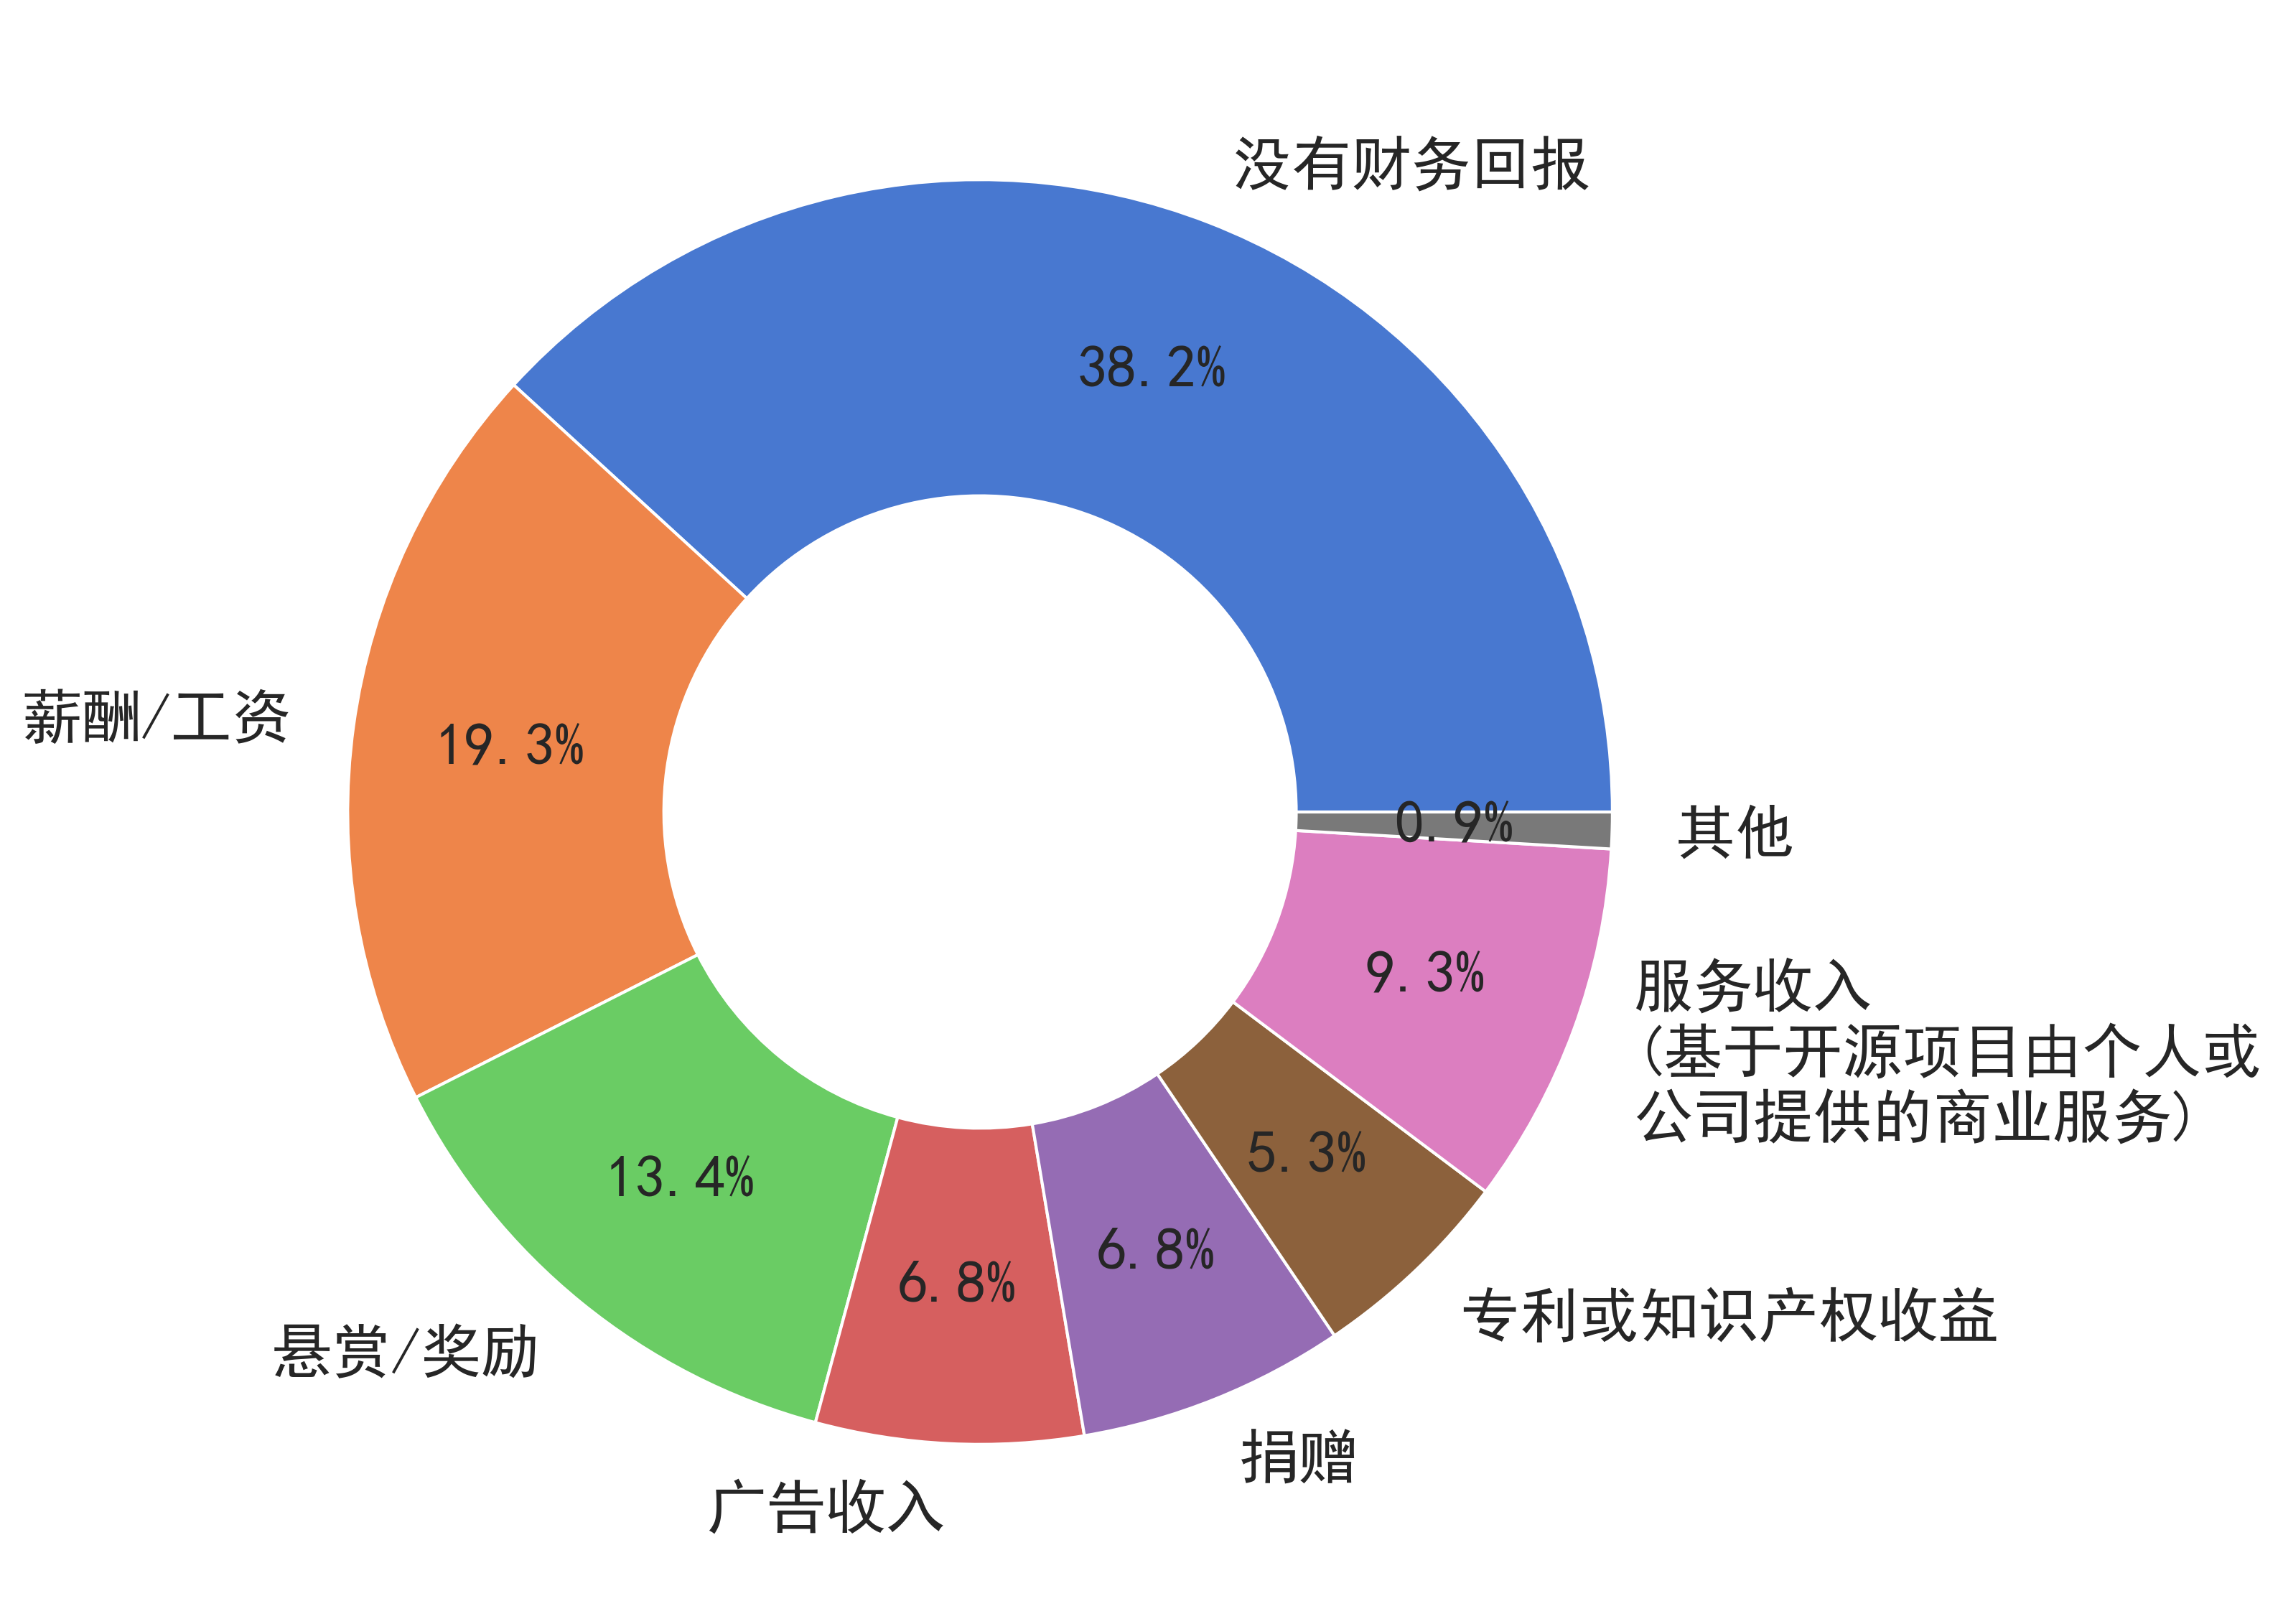 没有财务回报
38.2%
薪酬/工资
19.3%
0.9%
其他
9.3%
服务收入
(基于开源项目由个人或
公司提供的商业服务)
5.3%
13.4%
6.8%
6.8%
专利或知识产权收益
悬赏/奖励
捐赠
广告收入